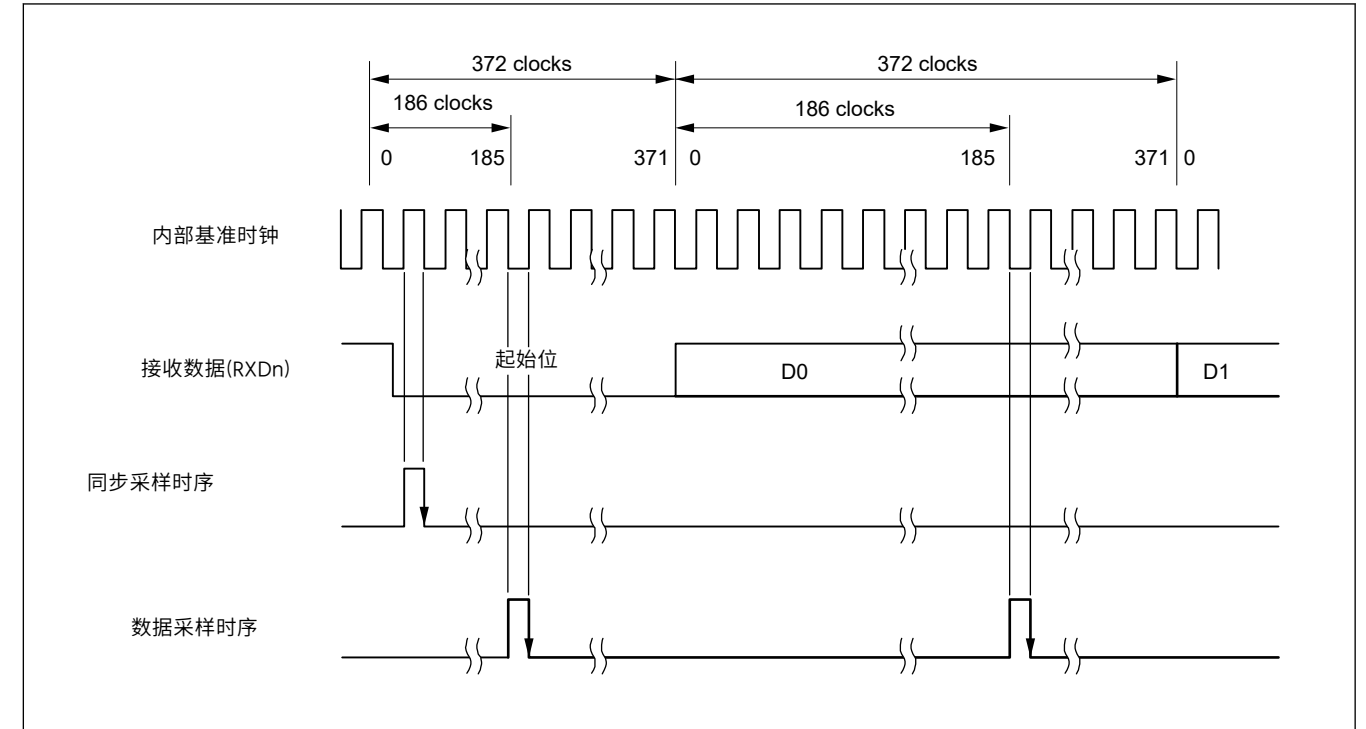 372 clocks 372 clocks
186 clocks 186 clocks
0 185 371 0 185 371 0
内部基准时钟
接收数据(RXDn) 起始位 D0 D1
同步采样时序
数据采样时序